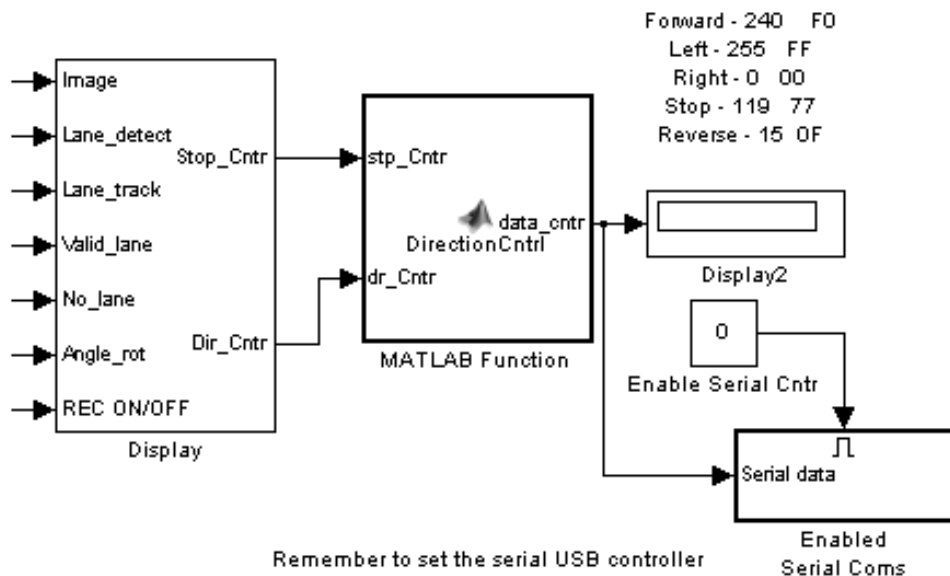 Forward - 240 F0
Left - 255 FF
Right - 0 00
Stop - 119 77
Reverse - 15 0F
Image
Lane_detect
Lane_track
Valid_lane
No_lane
Angle_rot
REC ON/OFF
Stop_Cntr
Dir_Cntr
Display
stp_Cntr
dr_Cntr
data_cntr
DirectionCntrl
MATLAB Function
Display2
0
Enable Serial Cntr
Serial data
Enabled
Serial Coms
Remember to set the serial USB controller